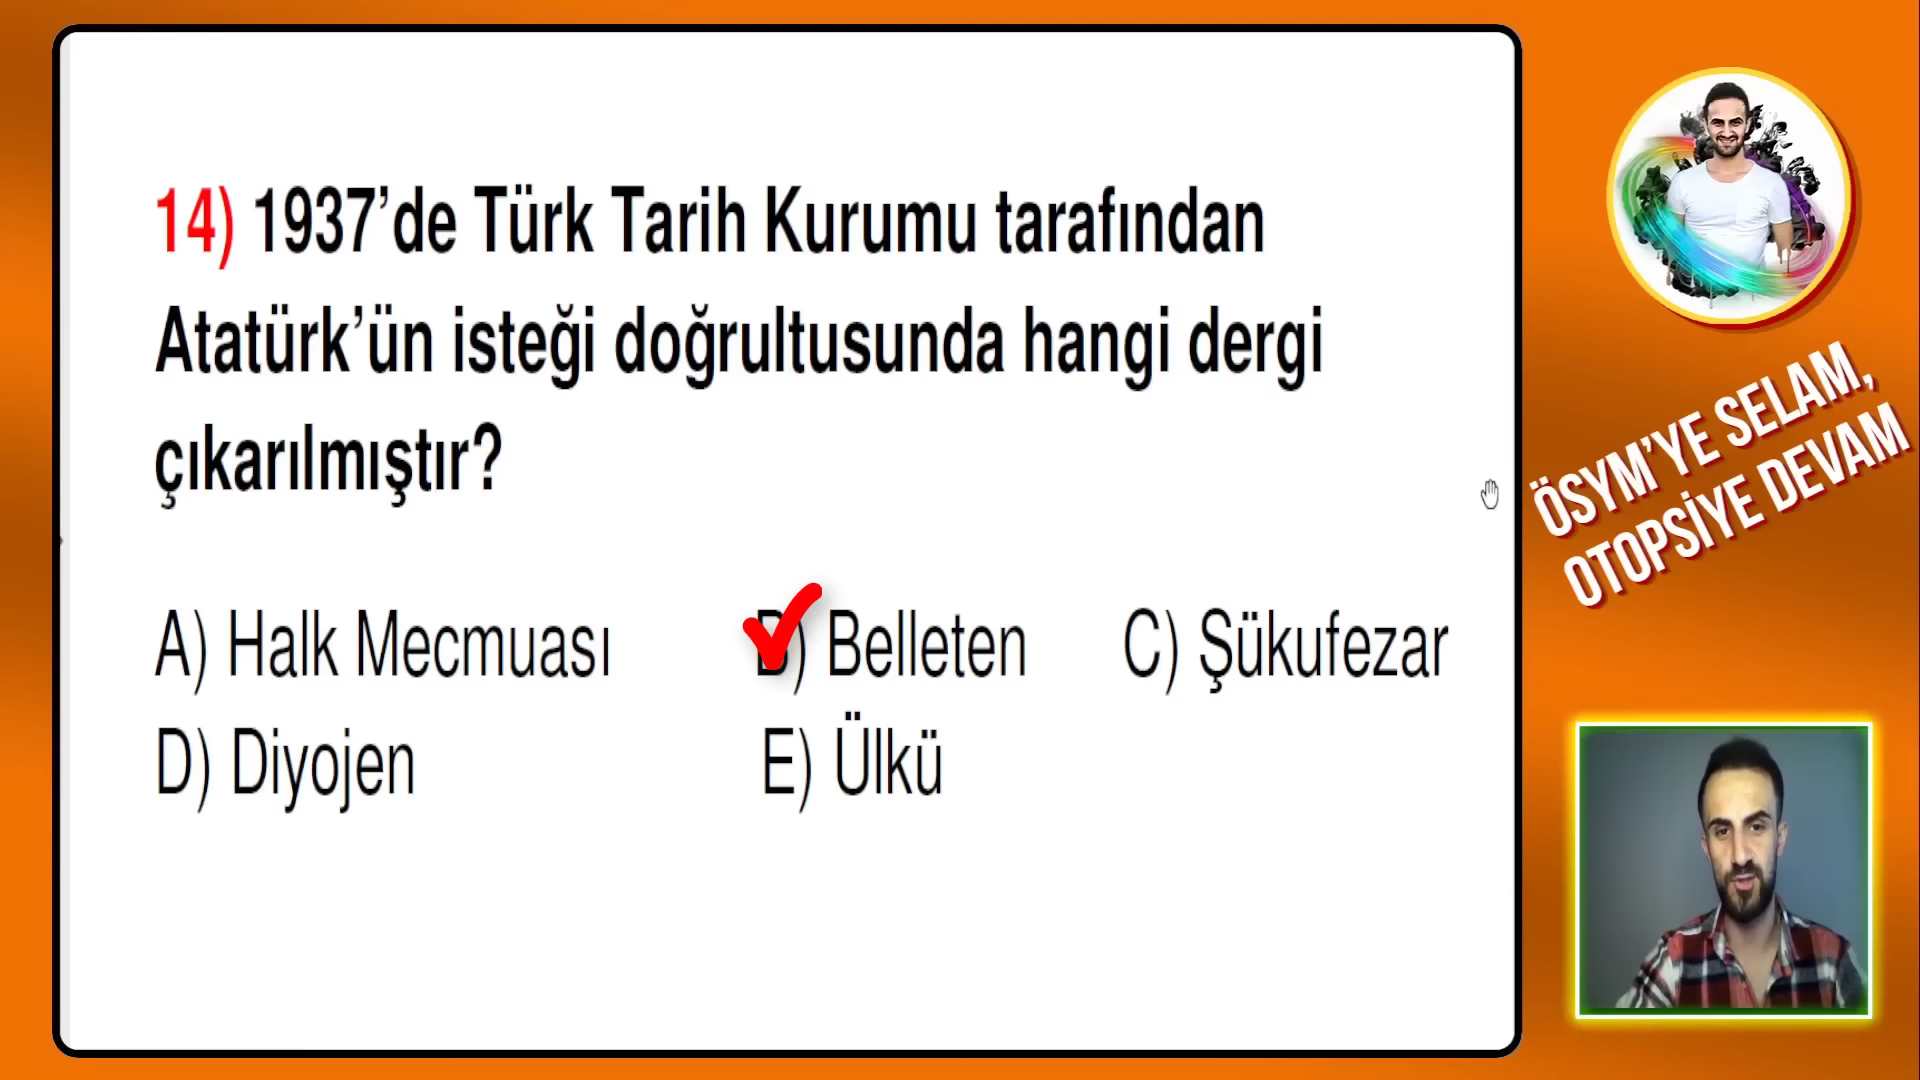 14) 1937’de Türk Tarih Kurumu tarafından
Atatürk’ün isteği doğrultusunda hangi dergi
çıkarılmıştır?
A) Halk Mecmuası B) Belleten C) Şükufezar
D) Diyojen E) Ülkü
ÖSYM’YE SELAM,
OTOPSİYE DEVAM